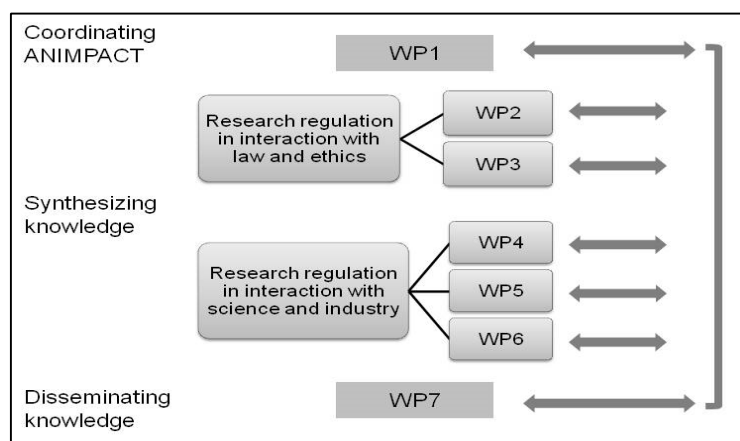 Coordinating
ANIMPACT
WP1
Research regulation
in interaction with
law and ethics
WP2
WP3
Synthesizing
knowledge
Research regulation
in interaction with
science and industry
WP4
WP5
WP6
Disseminating
knowledge
WP7